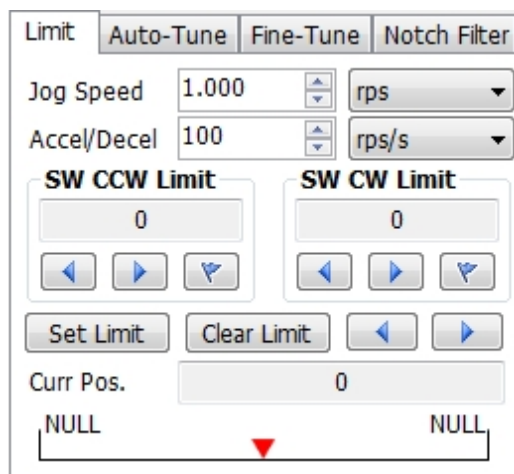 Limit Auto-Tune Fine-Tune Notch Filter
Jog Speed 1.000 rps
Accel/Decel 100 rps/s
SW CCW Limit SW CW Limit
0 0
Set Limit Clear Limit
Curr Pos. 0
NULL NULL